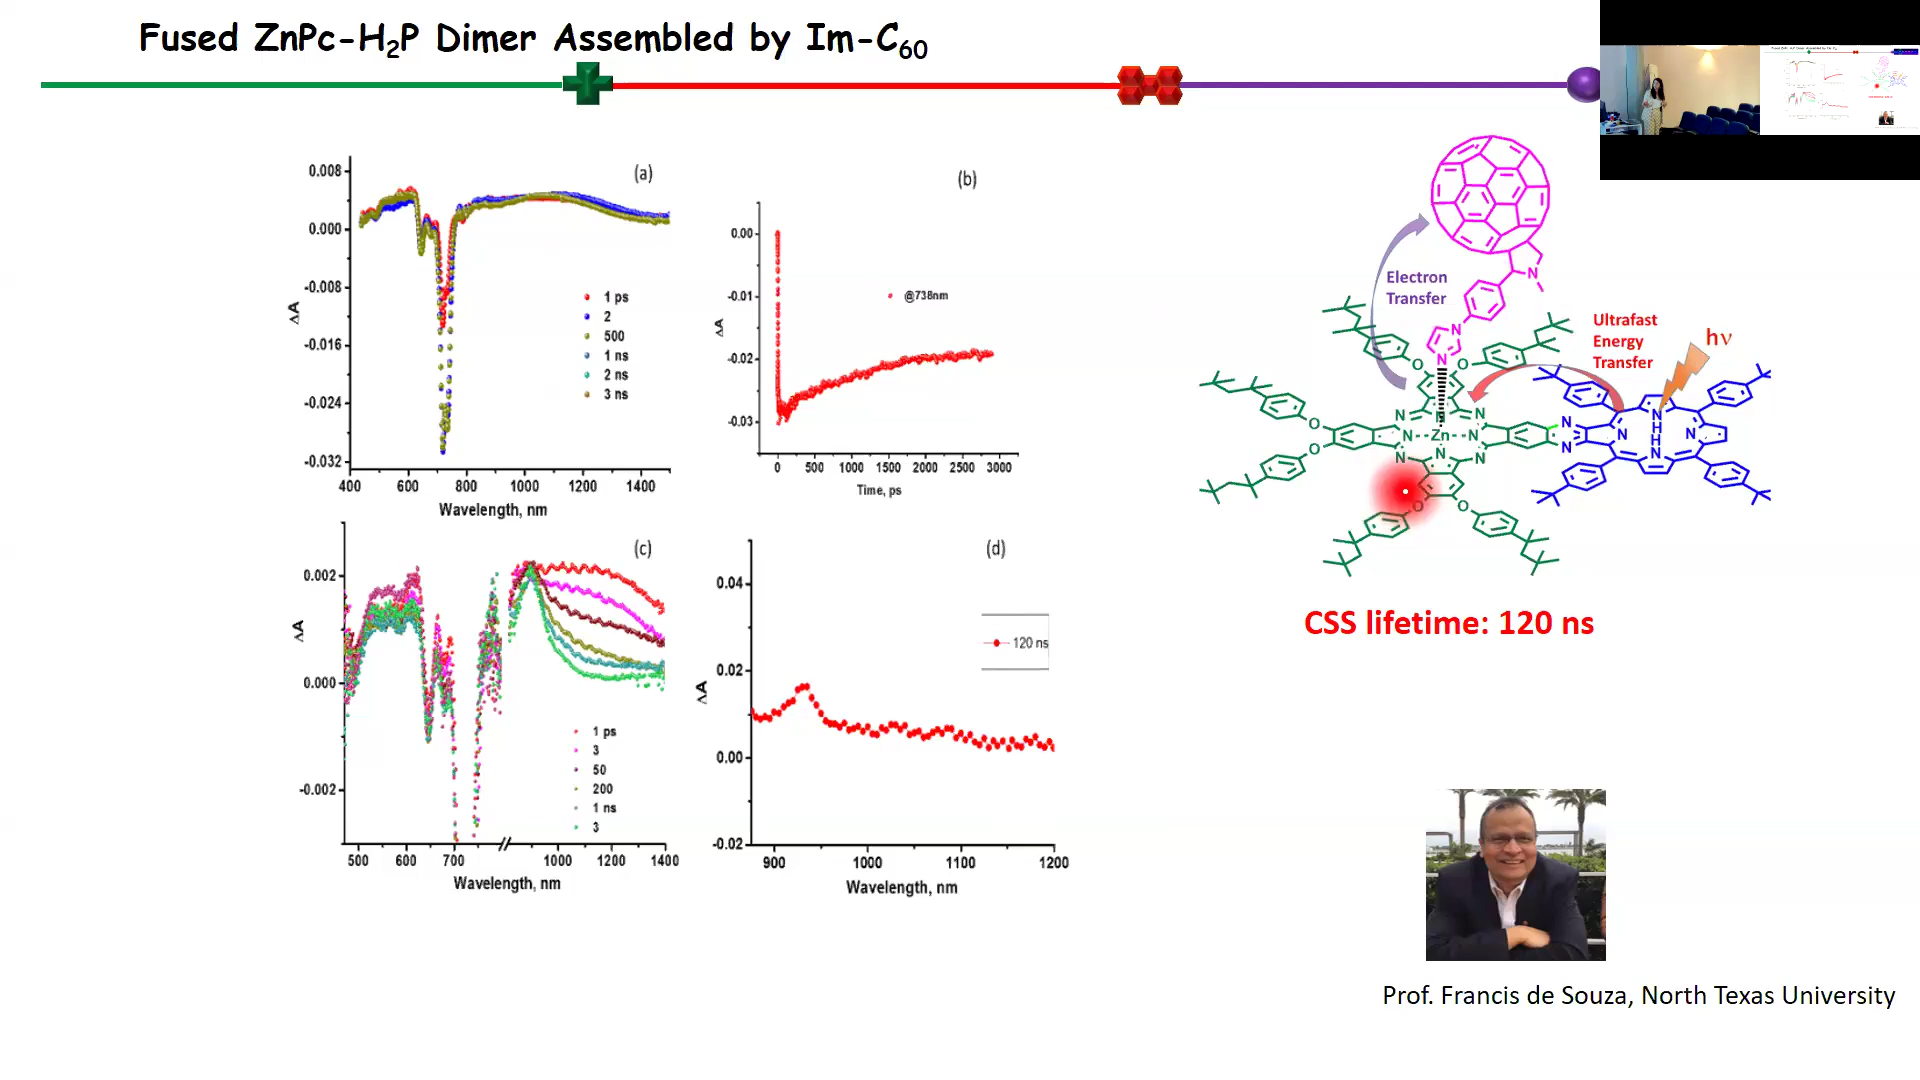 Fused ZnPc-H2P Dimer Assembled by Im-C60
(a)
0.008
0.000
-0.008
-0.016
-0.024
-0.032
ΔA
1 ps
2
500
1 ns
2 ns
3 ns
400 600 800 1000 1200 1400
Wavelength, nm
(b)
0.00
-0.01
-0.02
-0.03
ΔA
@738nm
0 500 1000 1500 2000 2500 3000
Time, ps
(c)
0.002
0.000
-0.002
ΔA
1 ps
3
50
200
1 ns
3
500 600 700 1000 1200 1400
Wavelength, nm
(d)
0.04
0.02
0.00
-0.02
ΔA
120 ns
900 1000 1100 1200
Wavelength, nm
Electron
Transfer
Ultrafast
Energy
Transfer
hν
N
N
N
O O
N N N
O N Zn N N N N N
O N N N N H H N
O O
CSS lifetime: 120 ns
Prof. Francis de Souza, North Texas University